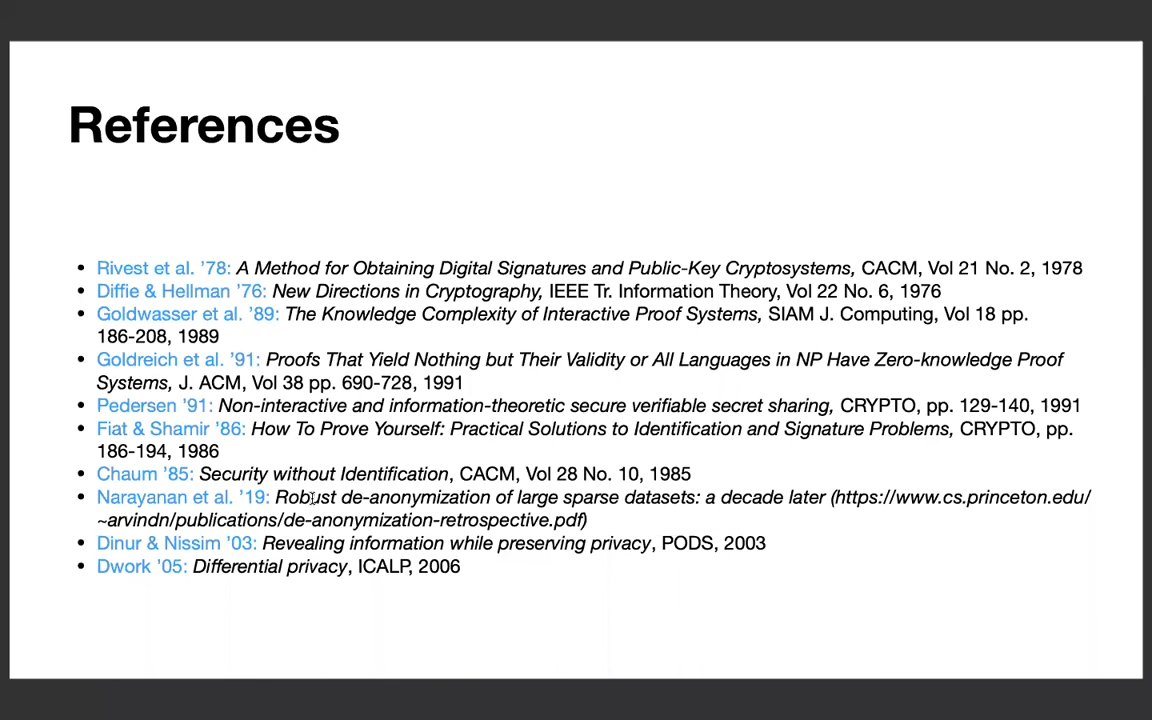 References
• Rivest et al. ’78: A Method for Obtaining Digital Signatures and Public-Key Cryptosystems, CACM, Vol 21 No. 2, 1978
• Diffie & Hellman ’76: New Directions in Cryptography, IEEE Tr. Information Theory, Vol 22 No. 6, 1976
• Goldwasser et al. ’89: The Knowledge Complexity of Interactive Proof Systems, SIAM J. Computing, Vol 18 pp.
186-208, 1989
• Goldreich et al. ’91: Proofs That Yield Nothing but Their Validity or All Languages in NP Have Zero-knowledge Proof
Systems, J. ACM, Vol 38 pp. 690-728, 1991
• Pedersen ’91: Non-interactive and information-theoretic secure verifiable secret sharing, CRYPTO, pp. 129-140, 1991
• Fiat & Shamir ’86: How To Prove Yourself: Practical Solutions to Identification and Signature Problems, CRYPTO, pp.
186-194, 1986
• Chaum ’85: Security without Identification, CACM, Vol 28 No. 10, 1985
• Narayanan et al. ’19: Robust de-anonymization of large sparse datasets: a decade later (https://www.cs.princeton.edu/
~arvindn/publications/de-anonymization-retrospective.pdf)
• Dinur & Nissim ’03: Revealing information while preserving privacy, PODS, 2003
• Dwork ’05: Differential privacy, ICALP, 2006